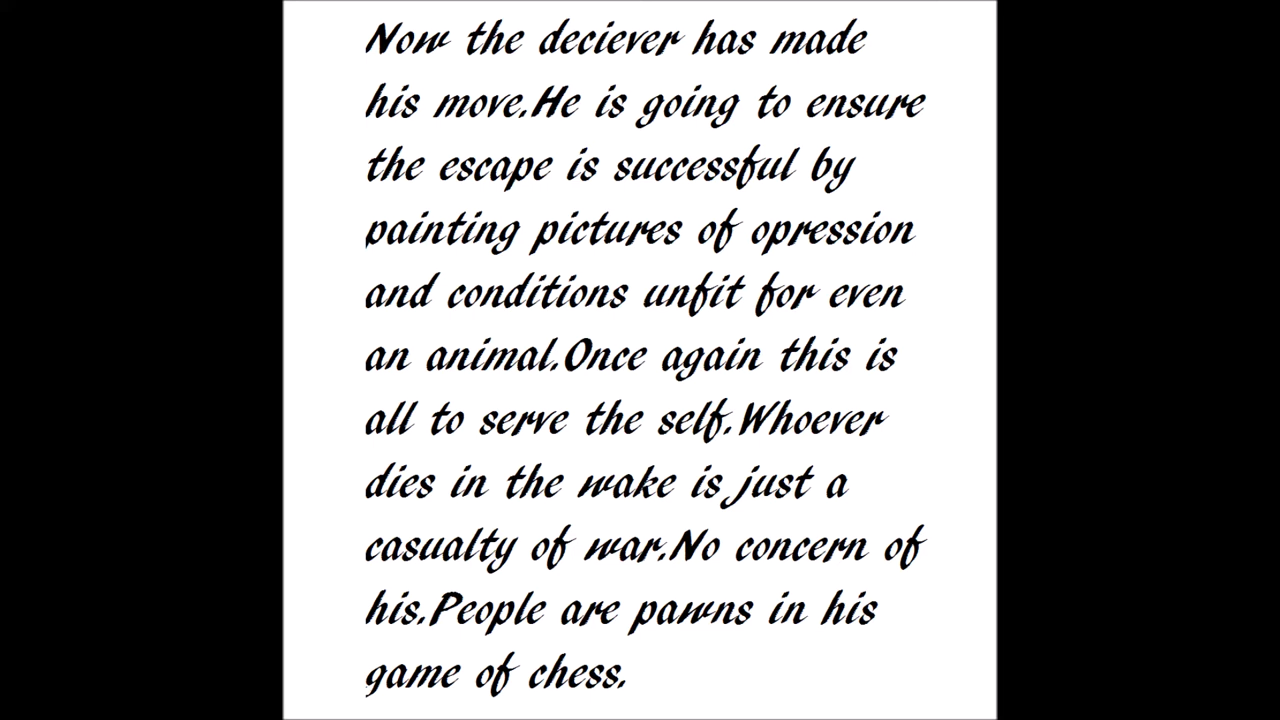 Now the deciever has made
his move.He is going to ensure
the escape is successful by
painting pictures of opression
and conditions unfit for even
an animal.Once again this is
all to serve the self.Whoever
dies in the wake is just a
casualty of war.No concern of
his.People are pawns in his
game of chess.